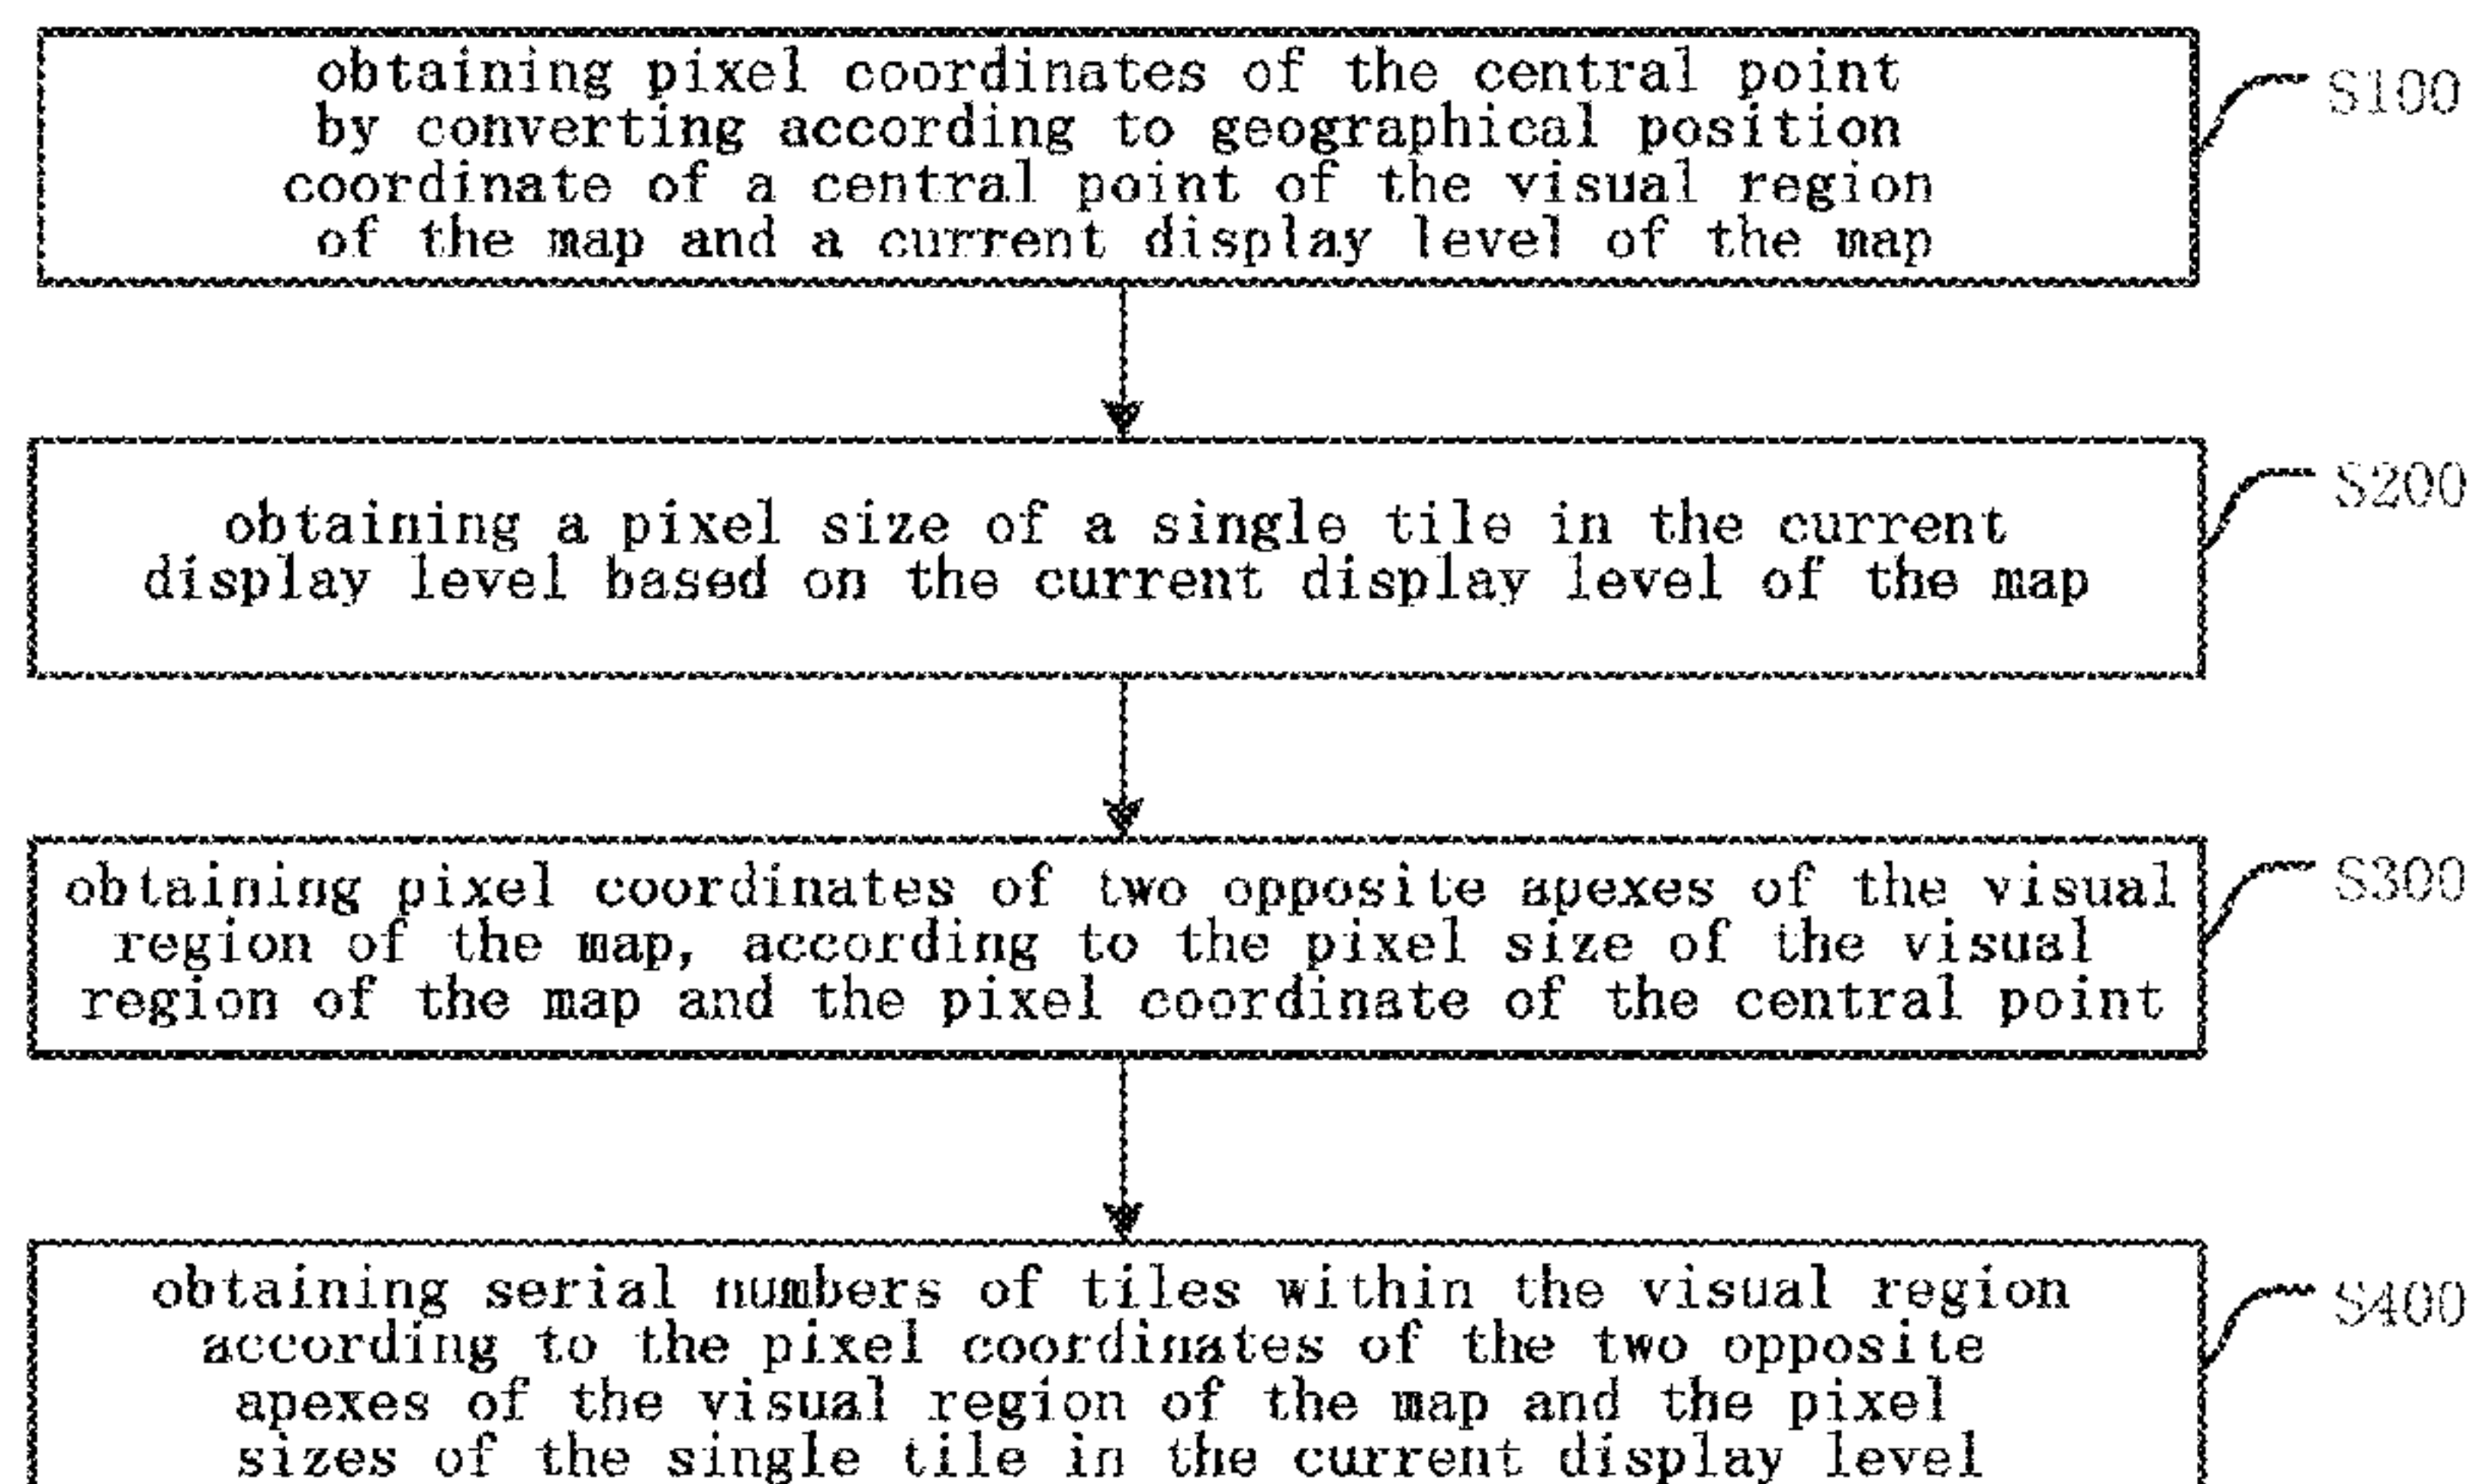 obtaining pixel coordinates of the central point
by converting according to geographical position
coordinate of a central point of the visual region
of the map and a current display level of the map
S100
obtaining a pixel size of a single tile in the current
display level based on the current display level of the map
S200
obtaining pixel coordinates of two opposite apexes of the visual
region of the map, according to the pixel size of the visual
region of the map and the pixel coordinate of the central point
S300
obtaining serial numbers of tiles within the visual region
according to the pixel coordinates of the two opposite
apexes of the visual region of the map and the pixel
sizes of the single tile in the current display level
S400